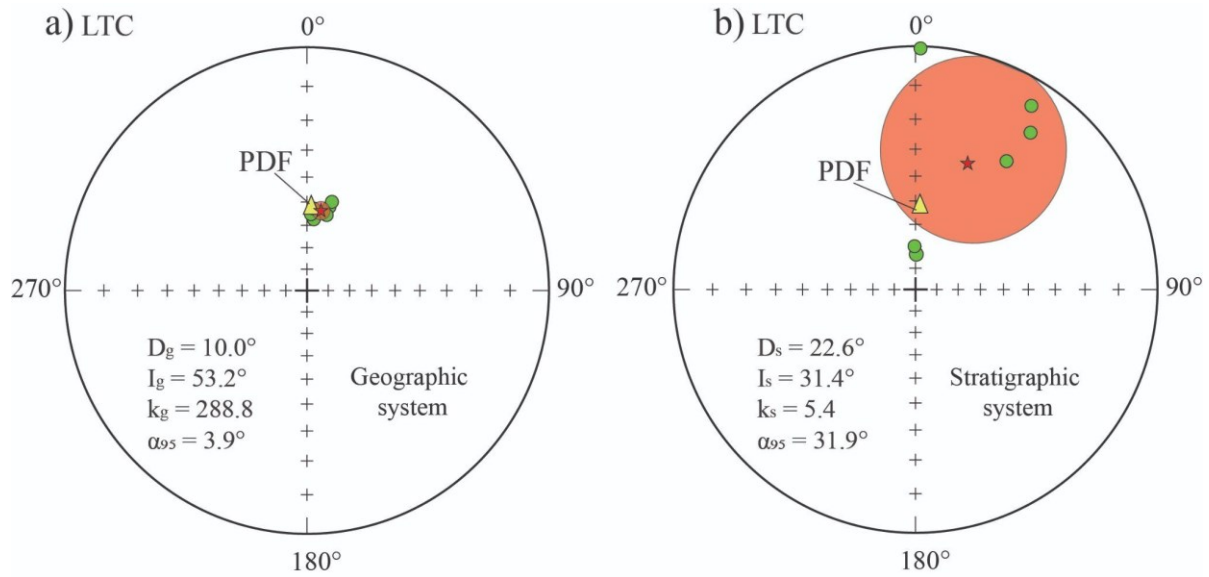 a) LTC
0°
PDF
270°
90°
Dg = 10.0°
Ig = 53.2°
kg = 288.8
α95 = 3.9°
Geographic
system
180°
b) LTC
0°
PDF
270°
90°
Ds = 22.6°
Is = 31.4°
ks = 5.4
α95 = 31.9°
Stratigraphic
system
180°